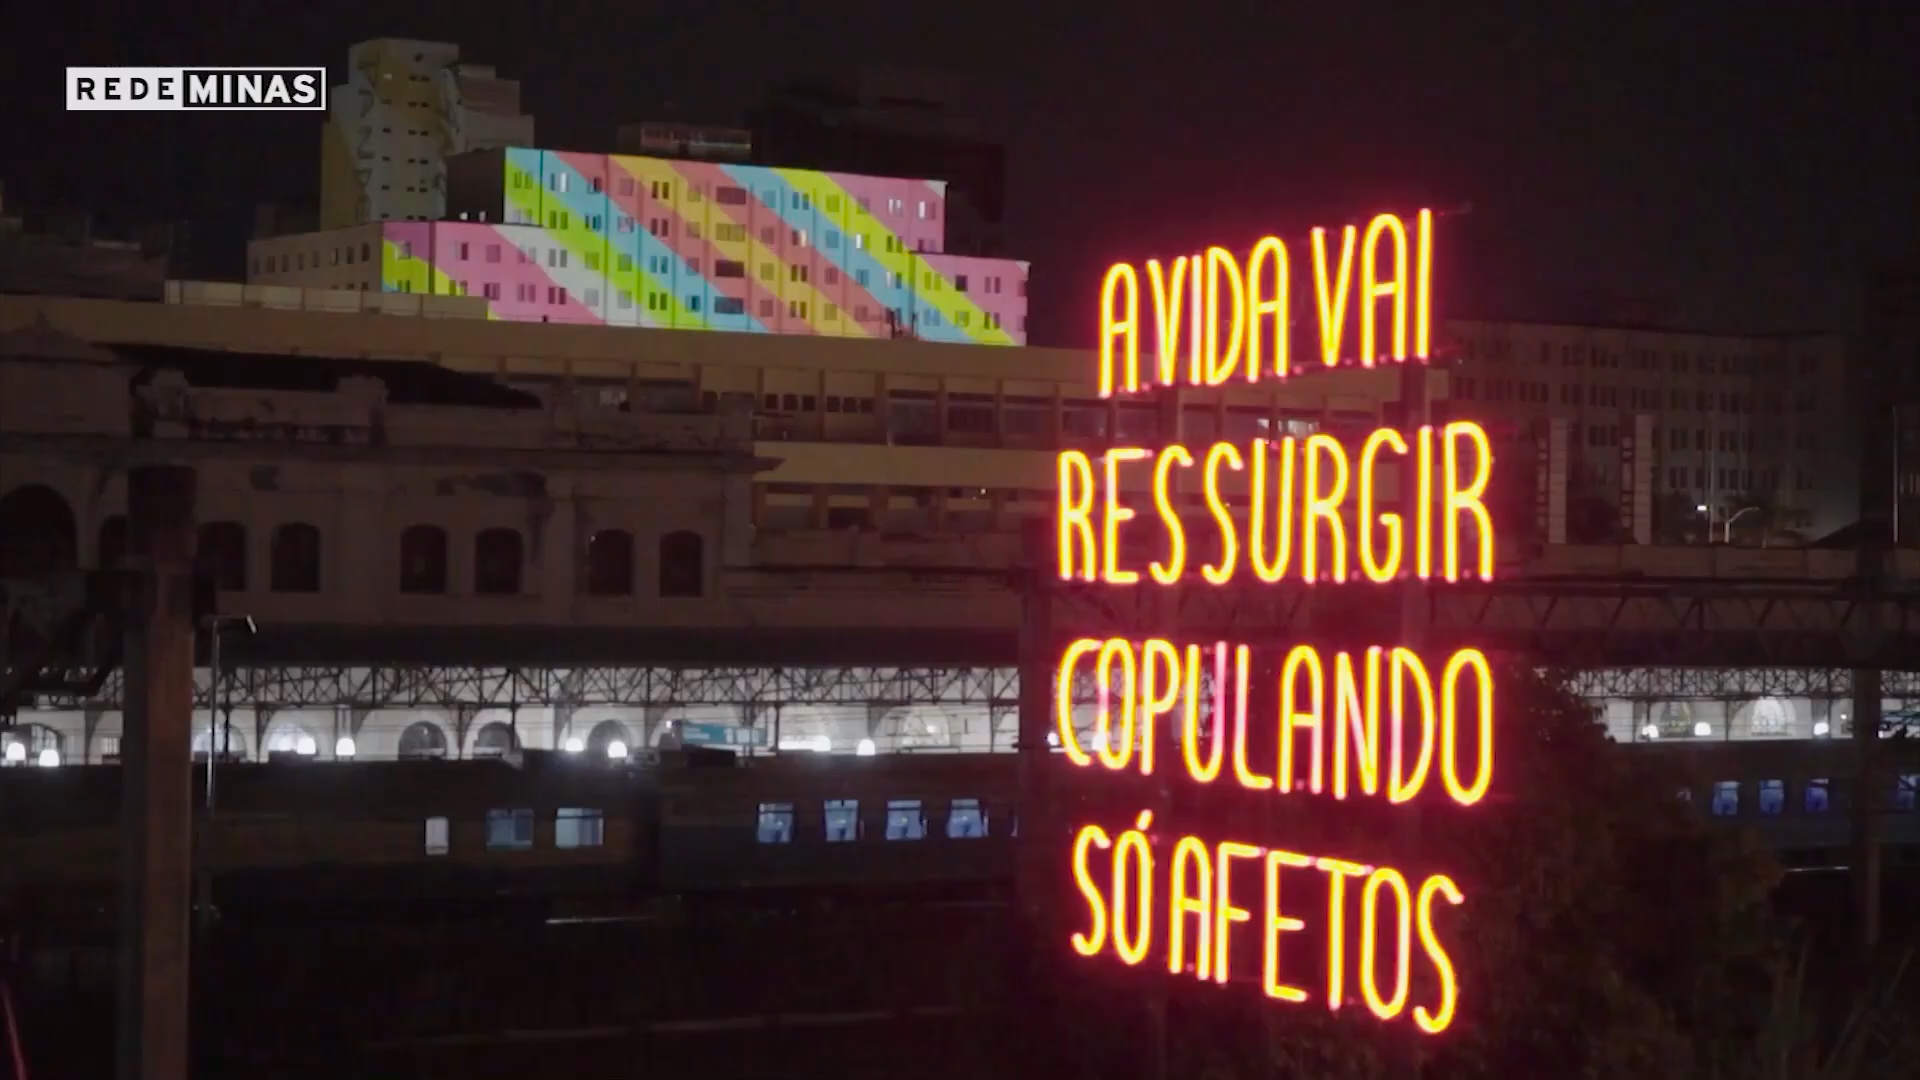 REDE MINAS
A VIDA VAI
RESSURGIR
COPULANDO
SÓ AFETOS